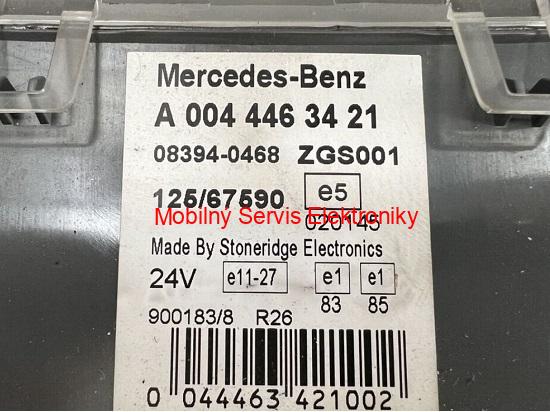 Mercedes-Benz
A 004 446 34 21
08394-0468 ZGS001
125/67590 e5
Mobilny Servis Elektroniky
020145
Made By Stoneridge Electronics
24V e11-27 e1 e1
83 85
900183/8 R26
0 044463 421002